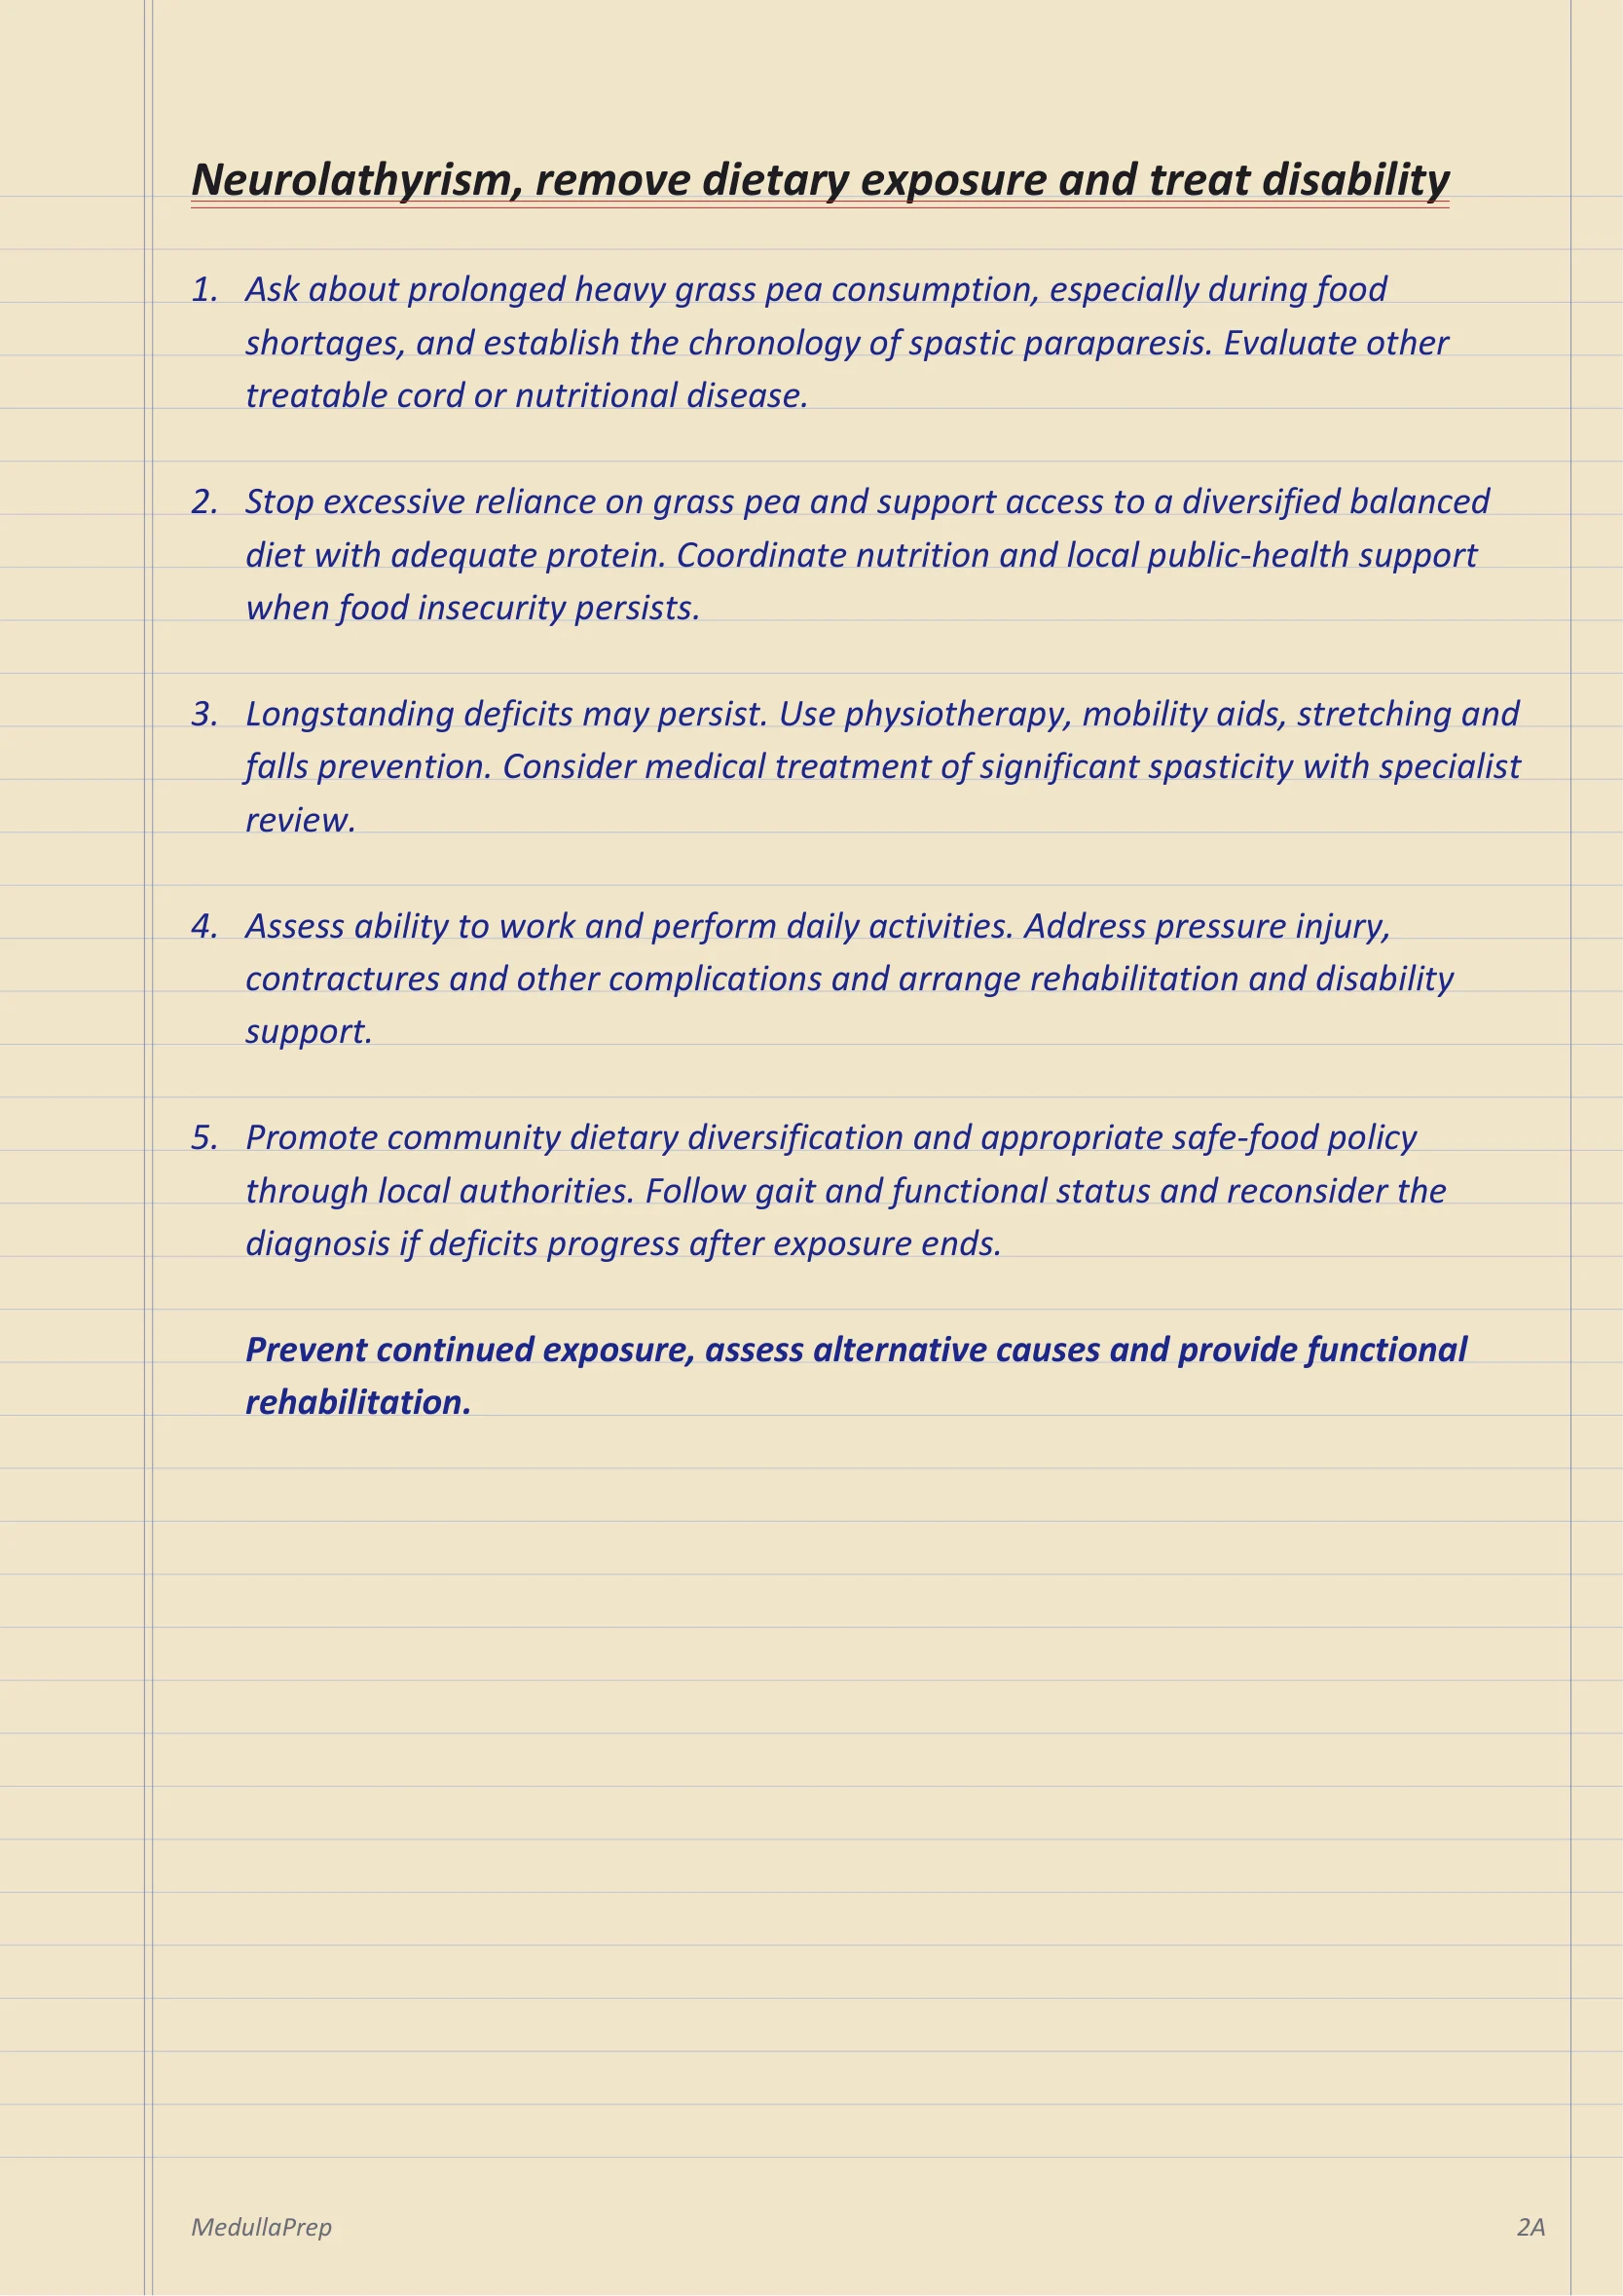 Neurolathyrism, remove dietary exposure and treat disability
1. Ask about prolonged heavy grass pea consumption, especially during food
shortages, and establish the chronology of spastic paraparesis. Evaluate other
treatable cord or nutritional disease.
2. Stop excessive reliance on grass pea and support access to a diversified balanced
diet with adequate protein. Coordinate nutrition and local public-health support
when food insecurity persists.
3. Longstanding deficits may persist. Use physiotherapy, mobility aids, stretching and
falls prevention. Consider medical treatment of significant spasticity with specialist
review.
4. Assess ability to work and perform daily activities. Address pressure injury,
contractures and other complications and arrange rehabilitation and disability
support.
5. Promote community dietary diversification and appropriate safe-food policy
through local authorities. Follow gait and functional status and reconsider the
diagnosis if deficits progress after exposure ends.
Prevent continued exposure, assess alternative causes and provide functional
rehabilitation.
MedullaPrep
2A